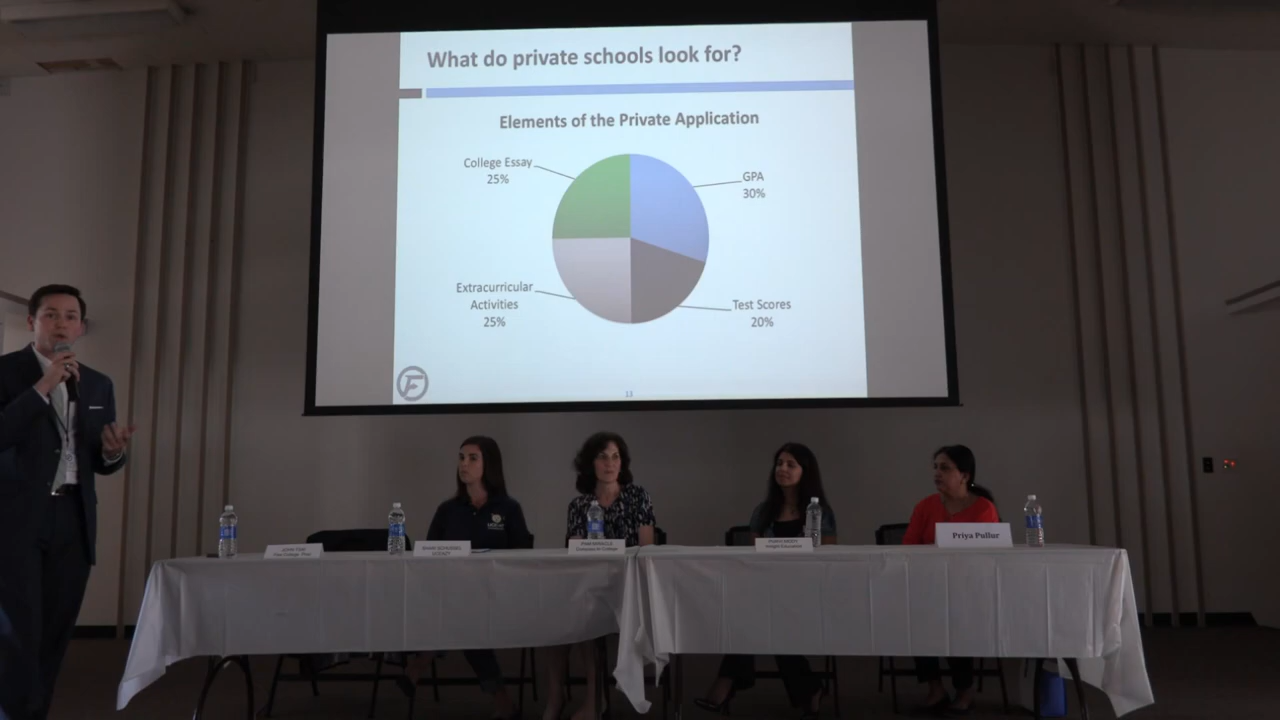 What do private schools look for?
Elements of the Private Application
College Essay
25%
GPA
30%
Extracurricular
Activities
25%
Test Scores
20%
13
Priya Pullur